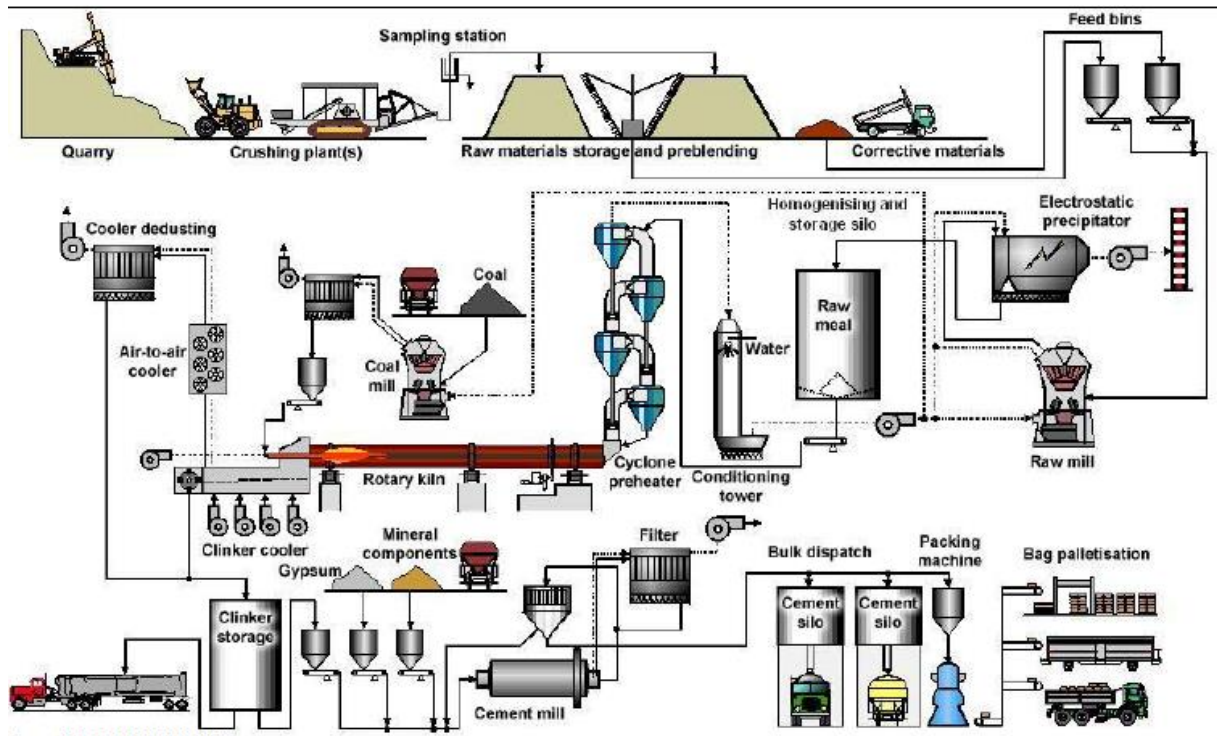 Feed bins
Sampling station
Quarry
Crushing plant(s)
Raw materials storage and preblending
Corrective materials
Cooler dedusting
Homogenising and
storage silo
Electrostatic
precipitator
Coal
Raw
meal
Air-to-air
cooler
Water
Coal
mill
Rotary kiln
Cyclone
preheater
Conditioning
tower
Raw mill
Clinker cooler
Mineral
components
Gypsum
Filter
Bulk dispatch
Packing
machine
Bag palletisation
Clinker
storage
Cement
silo
Cement
silo
Cement mill